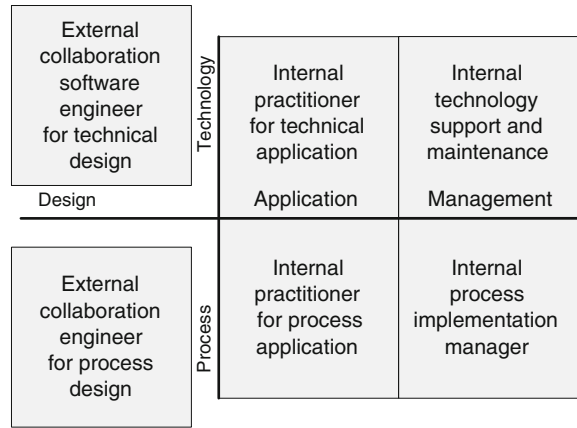 External
collaboration
software
engineer
for technical
design
Technology
Internal
practitioner
for technical
application
Internal
technology
support and
maintenance
Design
Application
Management
External
collaboration
engineer
for process
design
Process
Internal
practitioner
for process
application
Internal
process
implementation
manager